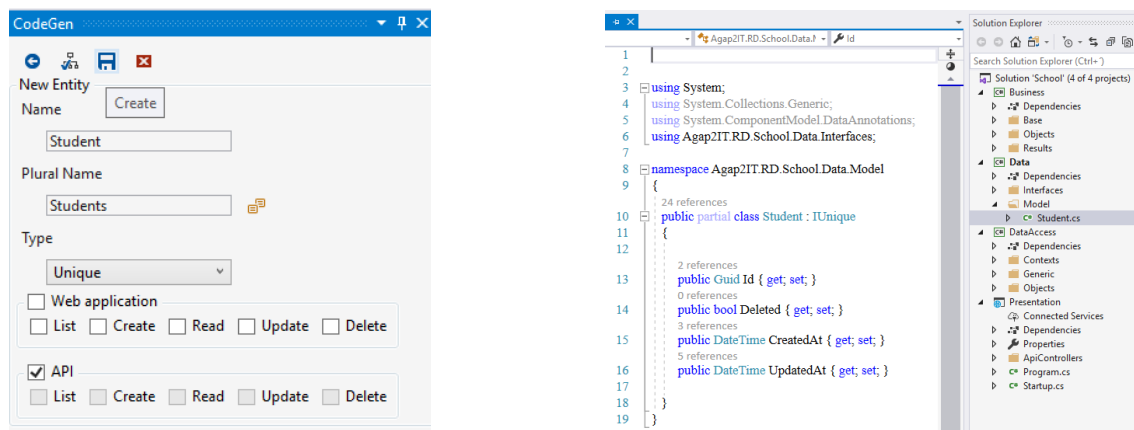 CodeGen
New Entity
Create
Name
Student
Plural Name
Students
Type
Unique
Web application
List Create Read Update Delete
API
List Create Read Update Delete
Agap2IT.RD.School.Data.M Id
1
2
3 using System;
4 using System.Collections.Generic;
5 using System.ComponentModel.DataAnnotations;
6 using Agap2IT.RD.School.Data.Interfaces;
7
8 namespace Agap2IT.RD.School.Data.Model
9 {
24 references
10 public partial class Student : IUnique
11 {
12
2 references
13 public Guid Id { get; set; }
0 references
14 public bool Deleted { get; set; }
3 references
15 public DateTime CreatedAt { get; set; }
5 references
16 public DateTime UpdatedAt { get; set; }
17
18 }
19 }
Solution Explorer
Search Solution Explorer (Ctrl+ ˜)
Solution 'School' (4 of 4 projects)
C# Business
Dependencies
Base
Objects
Results
C# Data
Dependencies
Interfaces
Model
C# Student.cs
C# DataAccess
Dependencies
Contexts
Generic
Objects
Presentation
Connected Services
Dependencies
Properties
ApiControllers
C# Program.cs
C# Startup.cs